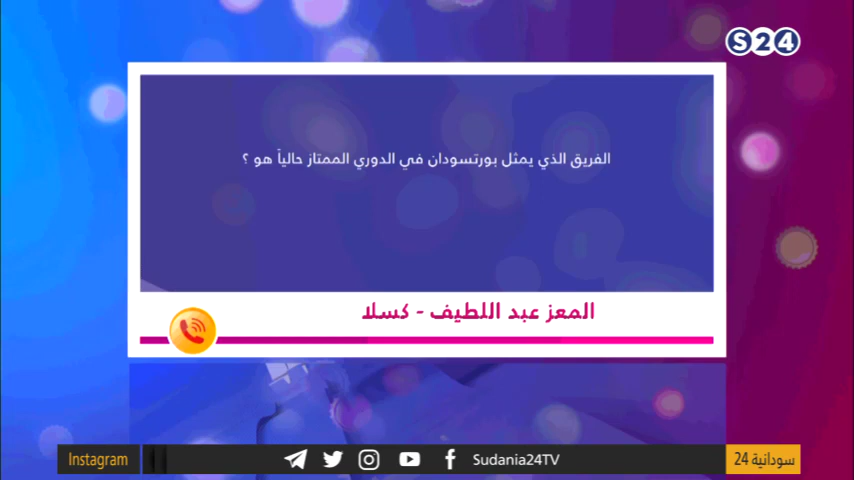 S24
الفريق الذي يمثل بورتسودان في الدوري الممتاز حالياً هو ؟
المعز عبد اللطيف - كسلا
Instagram
Sudania24TV
سودانية 24